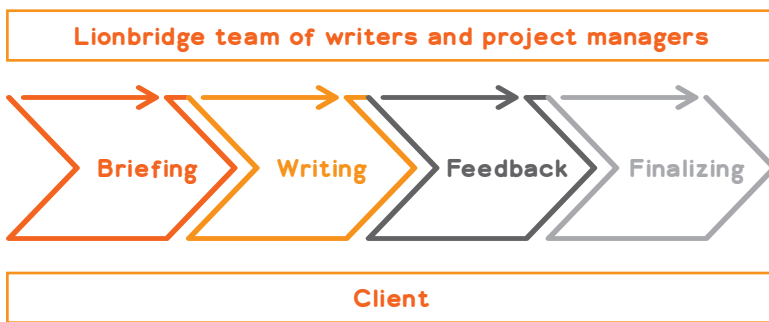 Lionbridge team of writers and project managers
Briefing
Writing
Feedback
Finalizing
Client